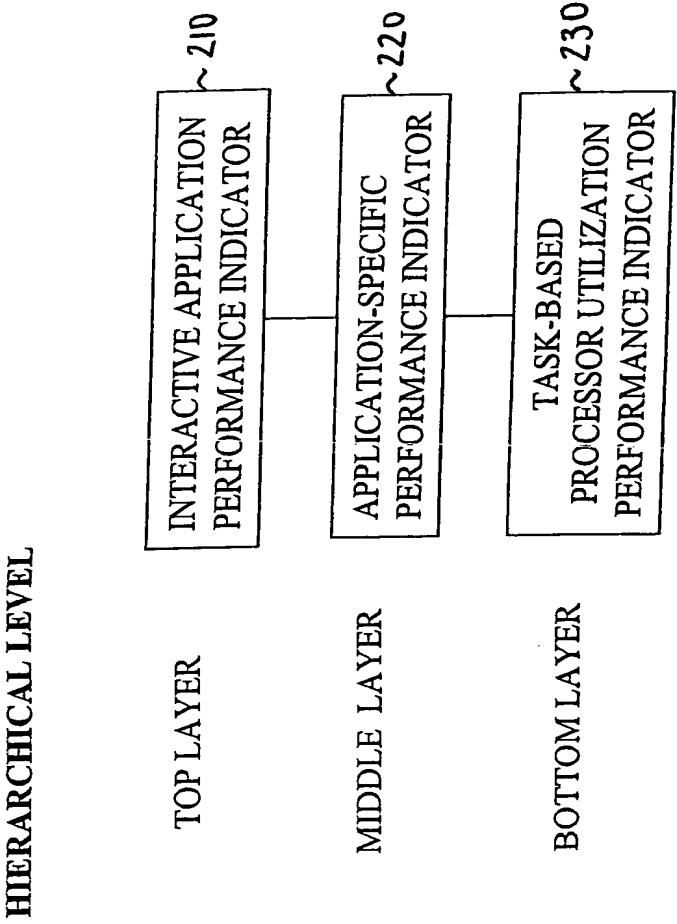 HIERARCHICAL LEVEL
TOP LAYER
INTERACTIVE APPLICATION
PERFORMANCE INDICATOR
~210
MIDDLE LAYER
APPLICATION-SPECIFIC
PERFORMANCE INDICATOR
~220
BOTTOM LAYER
TASK-BASED
PROCESSOR UTILIZATION
PERFORMANCE INDICATOR
~230